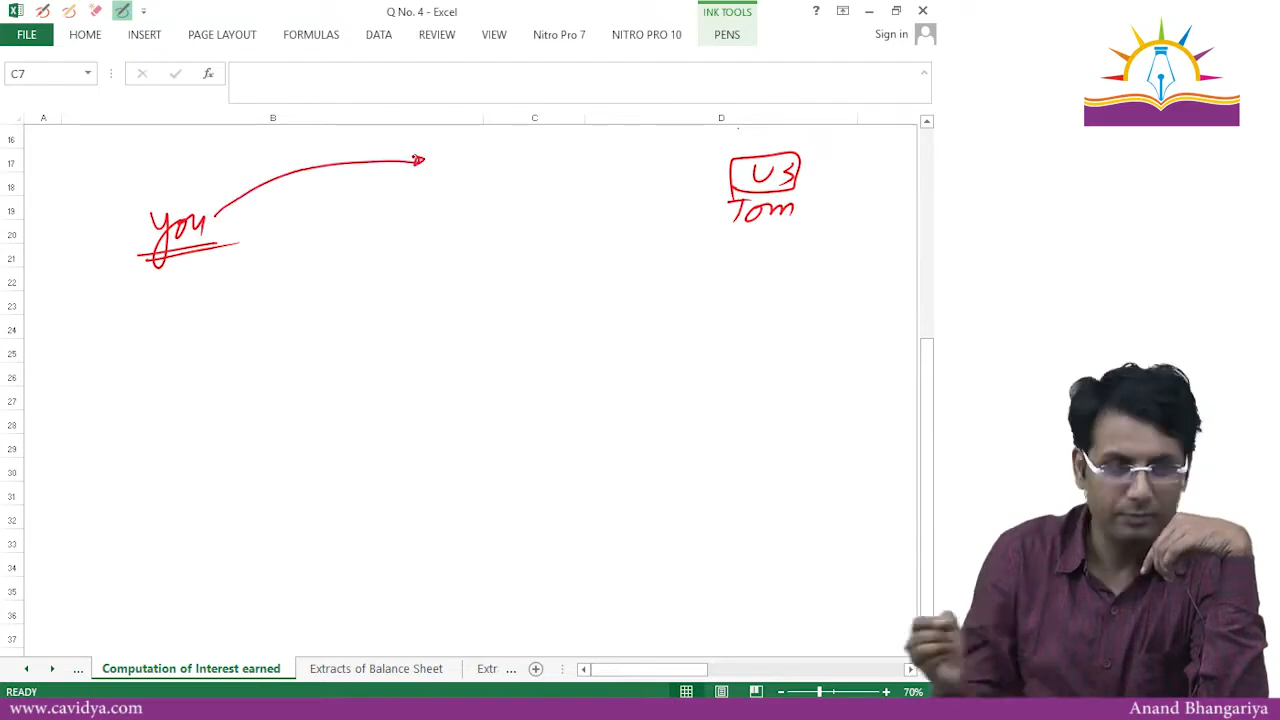 Q No. 4 - Excel
INK TOOLS
?
FILE
HOME
INSERT
PAGE LAYOUT
FORMULAS
DATA
REVIEW
VIEW
Nitro Pro 7
NITRO PRO 10
PENS
Sign in
C7
fx
A
B
C
D
16
17
18
19
20
21
22
23
24
25
26
27
28
29
30
31
32
33
34
35
36
37
US
Tom
You
...
Computation of Interest earned
Extracts of Balance Sheet
Extr ...
READY
70%
www.cavidya.com
Anand Bhangariya